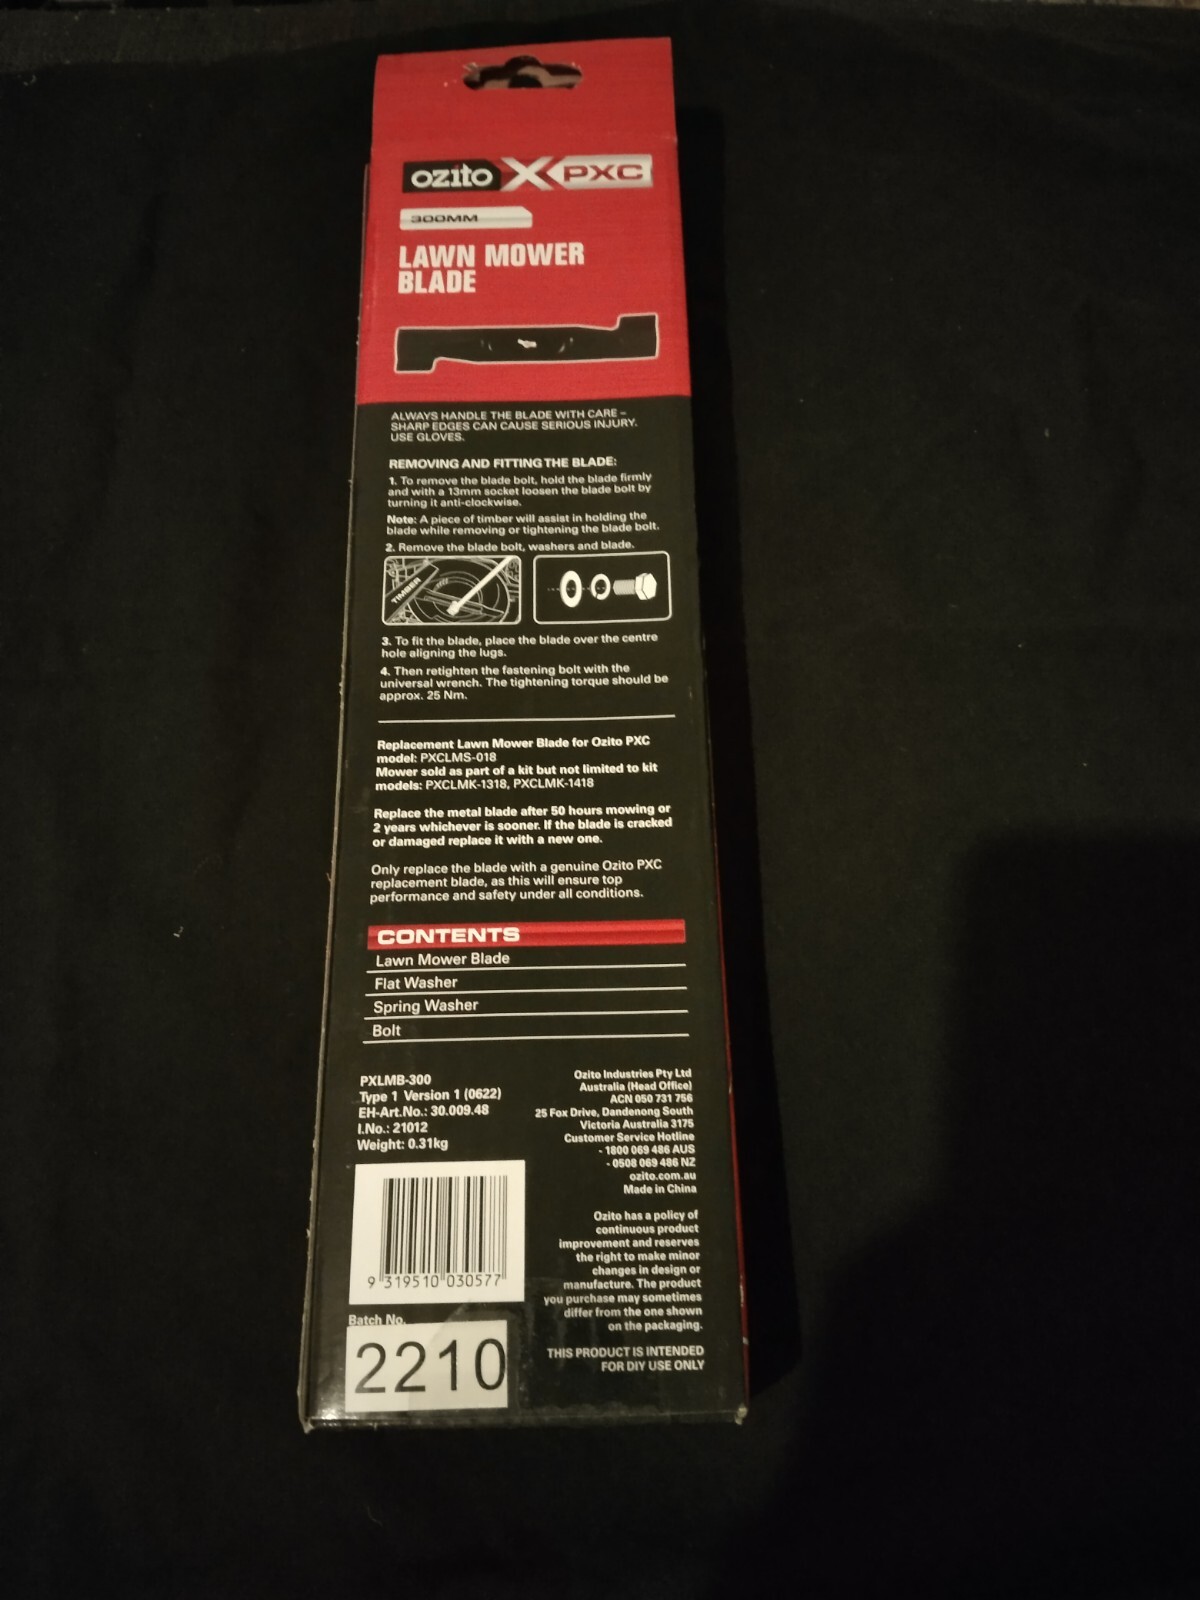 ozito X PXC
300MM
LAWN MOWER
BLADE
ALWAYS HANDLE THE BLADE WITH CARE –
SHARP EDGES CAN CAUSE SERIOUS INJURY.
USE GLOVES.
REMOVING AND FITTING THE BLADE:
1. To remove the blade bolt, hold the blade firmly
and with a 13mm socket loosen the blade bolt by
turning it anti-clockwise.
Note: A piece of timber will assist in holding the
blade while removing or tightening the blade bolt.
2. Remove the blade bolt, washers and blade.
TIMBER
3. To fit the blade, place the blade over the centre
hole aligning the lugs.
4. Then retighten the fastening bolt with the
universal wrench. The tightening torque should be
approx. 25 Nm.
Replacement Lawn Mower Blade for Ozito PXC
model: PXCLMS-018
Mower sold as part of a kit but not limited to kit
models: PXCLMK-1318, PXCLMK-1418
Replace the metal blade after 50 hours mowing or
2 years whichever is sooner. If the blade is cracked
or damaged replace it with a new one.
Only replace the blade with a genuine Ozito PXC
replacement blade, as this will ensure top
performance and safety under all conditions.
CONTENTS
Lawn Mower Blade
Flat Washer
Spring Washer
Bolt
PXLMB-300
Type 1 Version 1 (0622)
EH-Art.No.: 30.009.48
I.No.: 21012
Weight: 0.31kg
9 319510 030577
Batch No.
2210
Ozito Industries Pty Ltd
Australia (Head Office)
ACN 050 731 756
25 Fox Drive, Dandenong South
Victoria Australia 3175
Customer Service Hotline
- 1800 069 486 AUS
- 0508 069 486 NZ
ozito.com.au
Made in China
Ozito has a policy of
continuous product
improvement and reserves
the right to make minor
changes in design or
manufacture. The product
you purchase may sometimes
differ from the one shown
on the packaging.
THIS PRODUCT IS INTENDED
FOR DIY USE ONLY